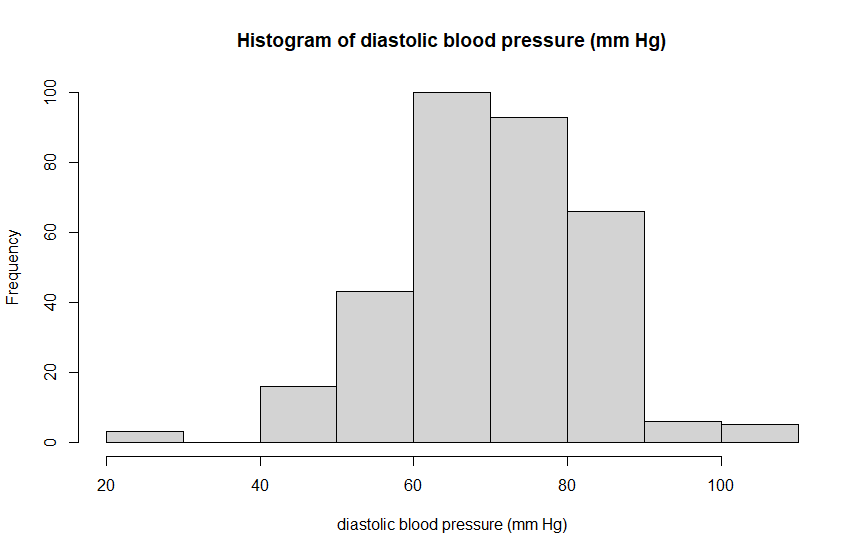 Histogram of diastolic blood pressure (mm Hg)
100
80
60
40
20
0
Frequency
20 40 60 80 100
diastolic blood pressure (mm Hg)